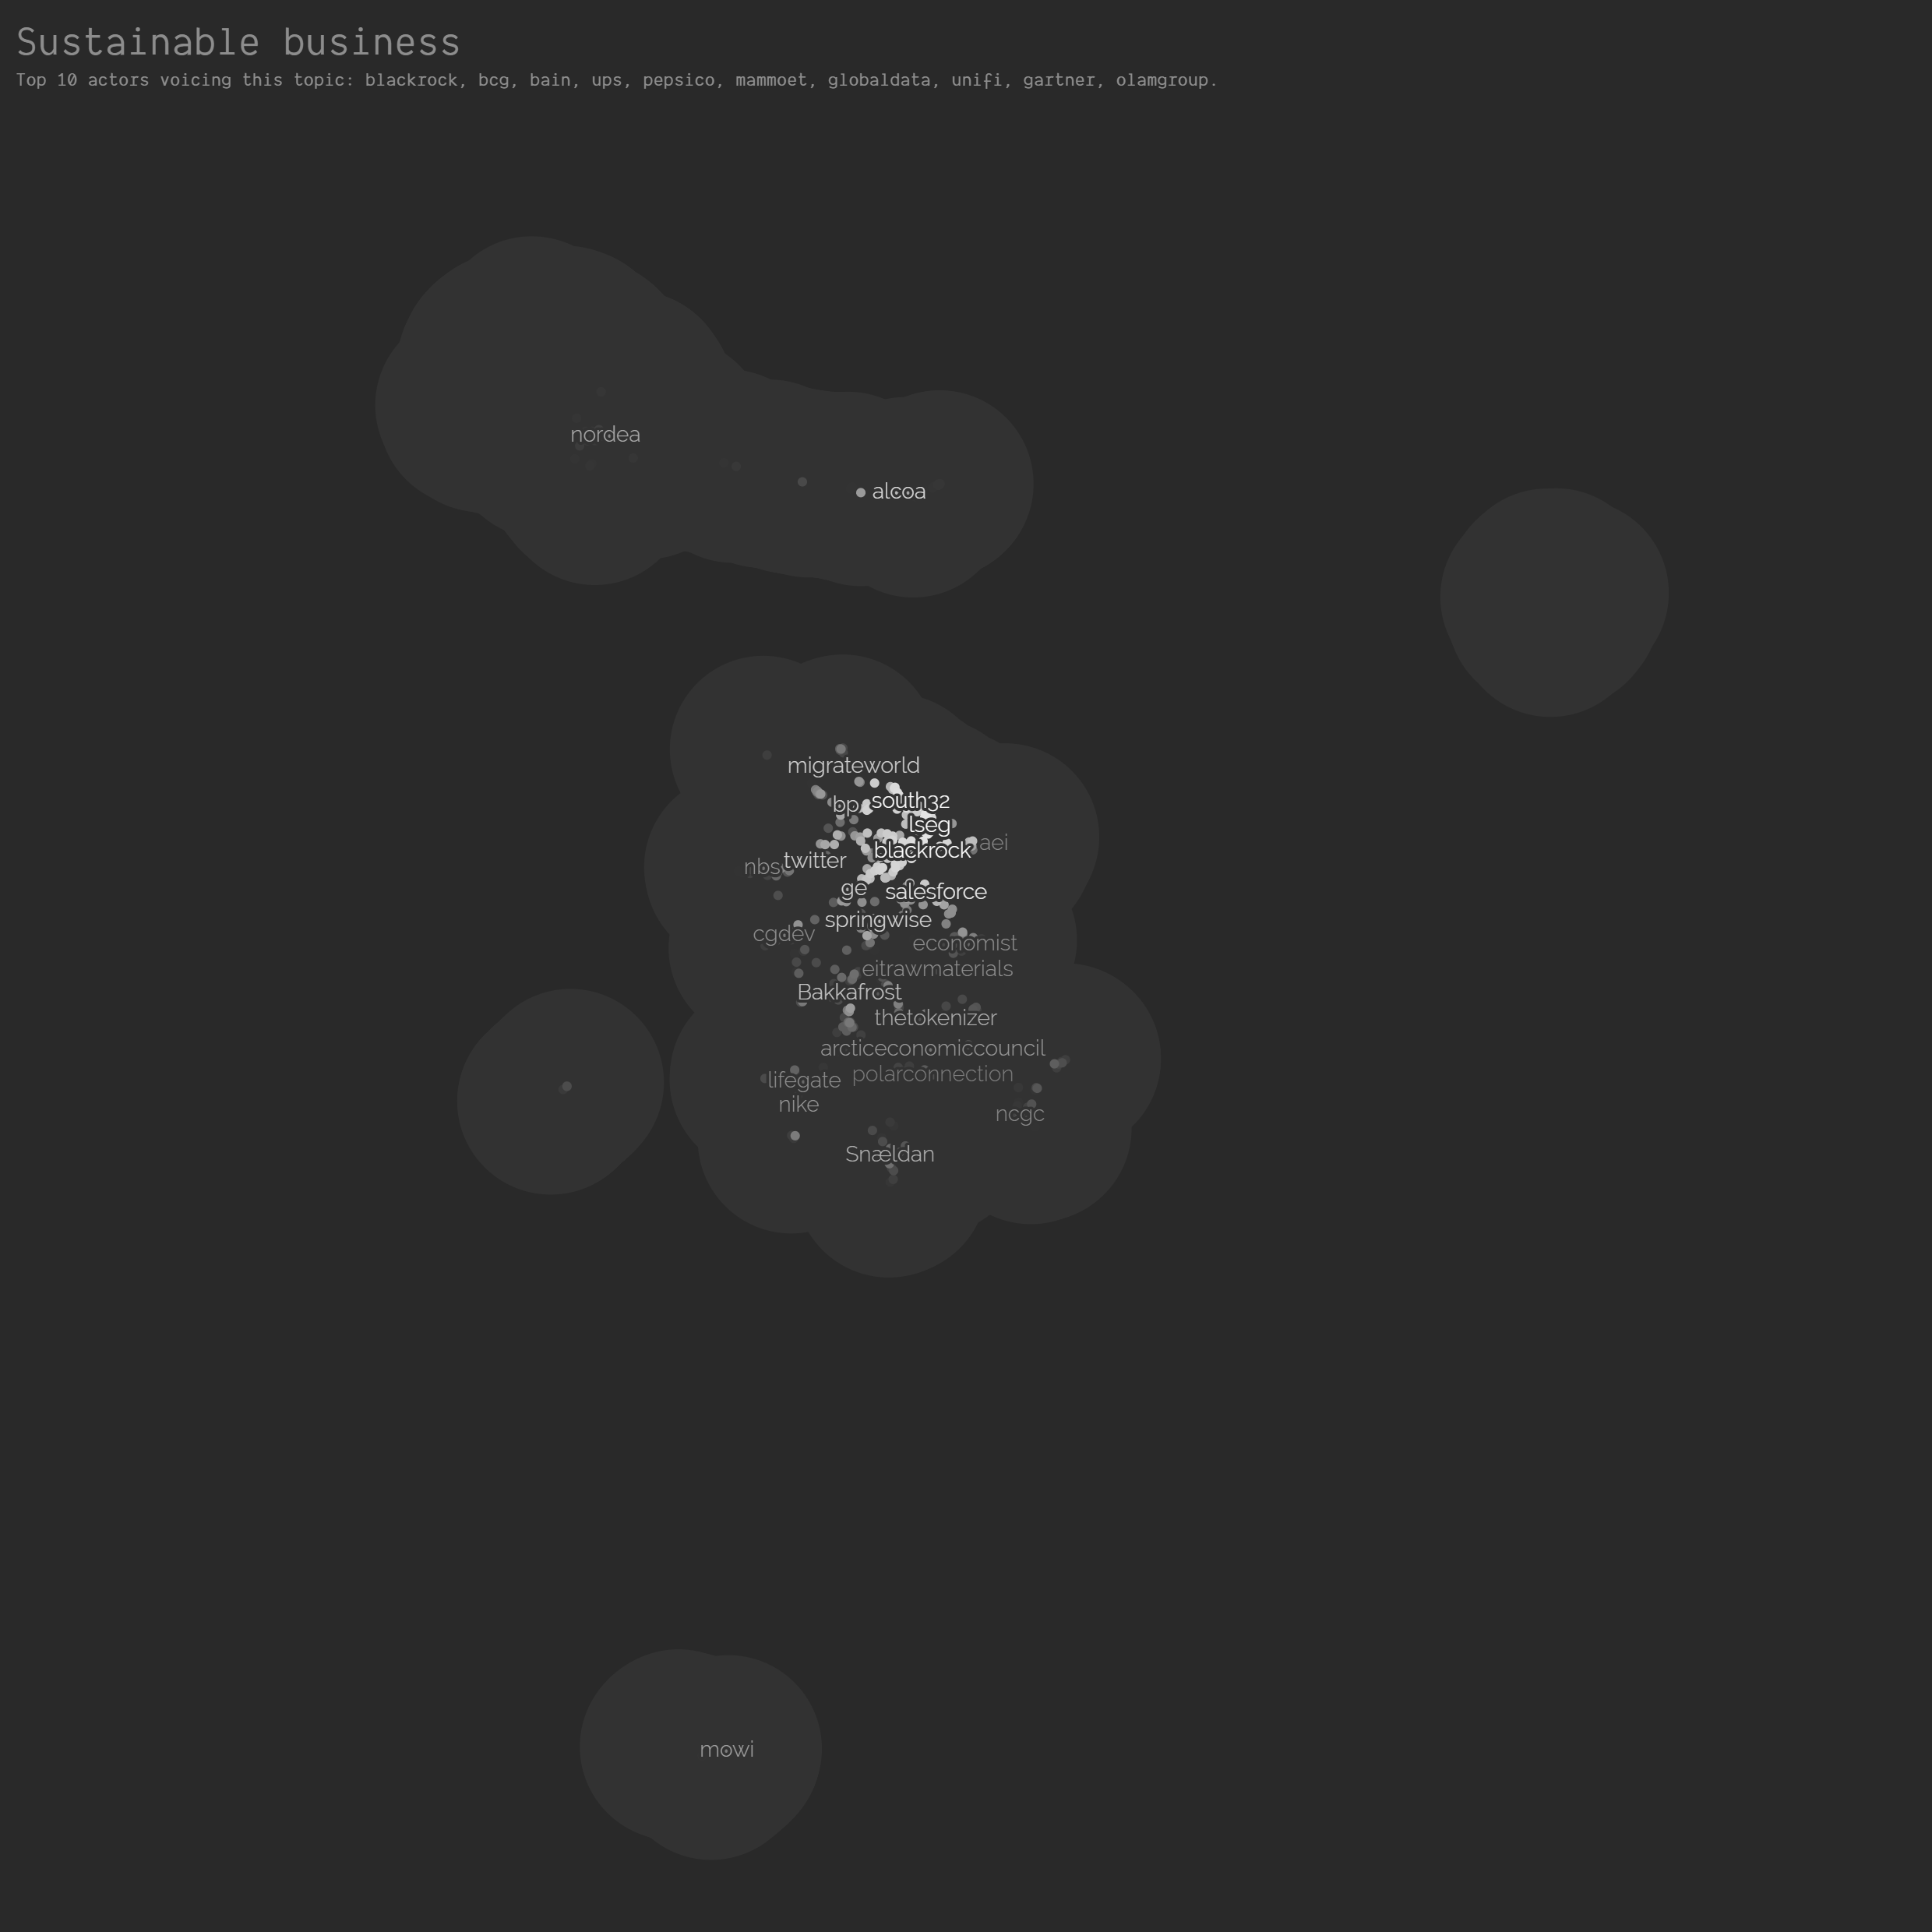 Sustainable business
Top 10 actors voicing this topic: blackrock, bcg, bain, ups, pepsico, mammoet, globaldata, unifi, gartner, olamgroup.
nordea
alcoa
migrateworld
south32
bp
lseg
aei
blackrock
twitter
nbs
ge
salesforce
springwise
cgdev
economist
eitrawmaterials
Bakkafrost
thetokenizer
arcticeconomiccouncil
polarconnection
lifegate
nike
ncgc
Snældan
mowi